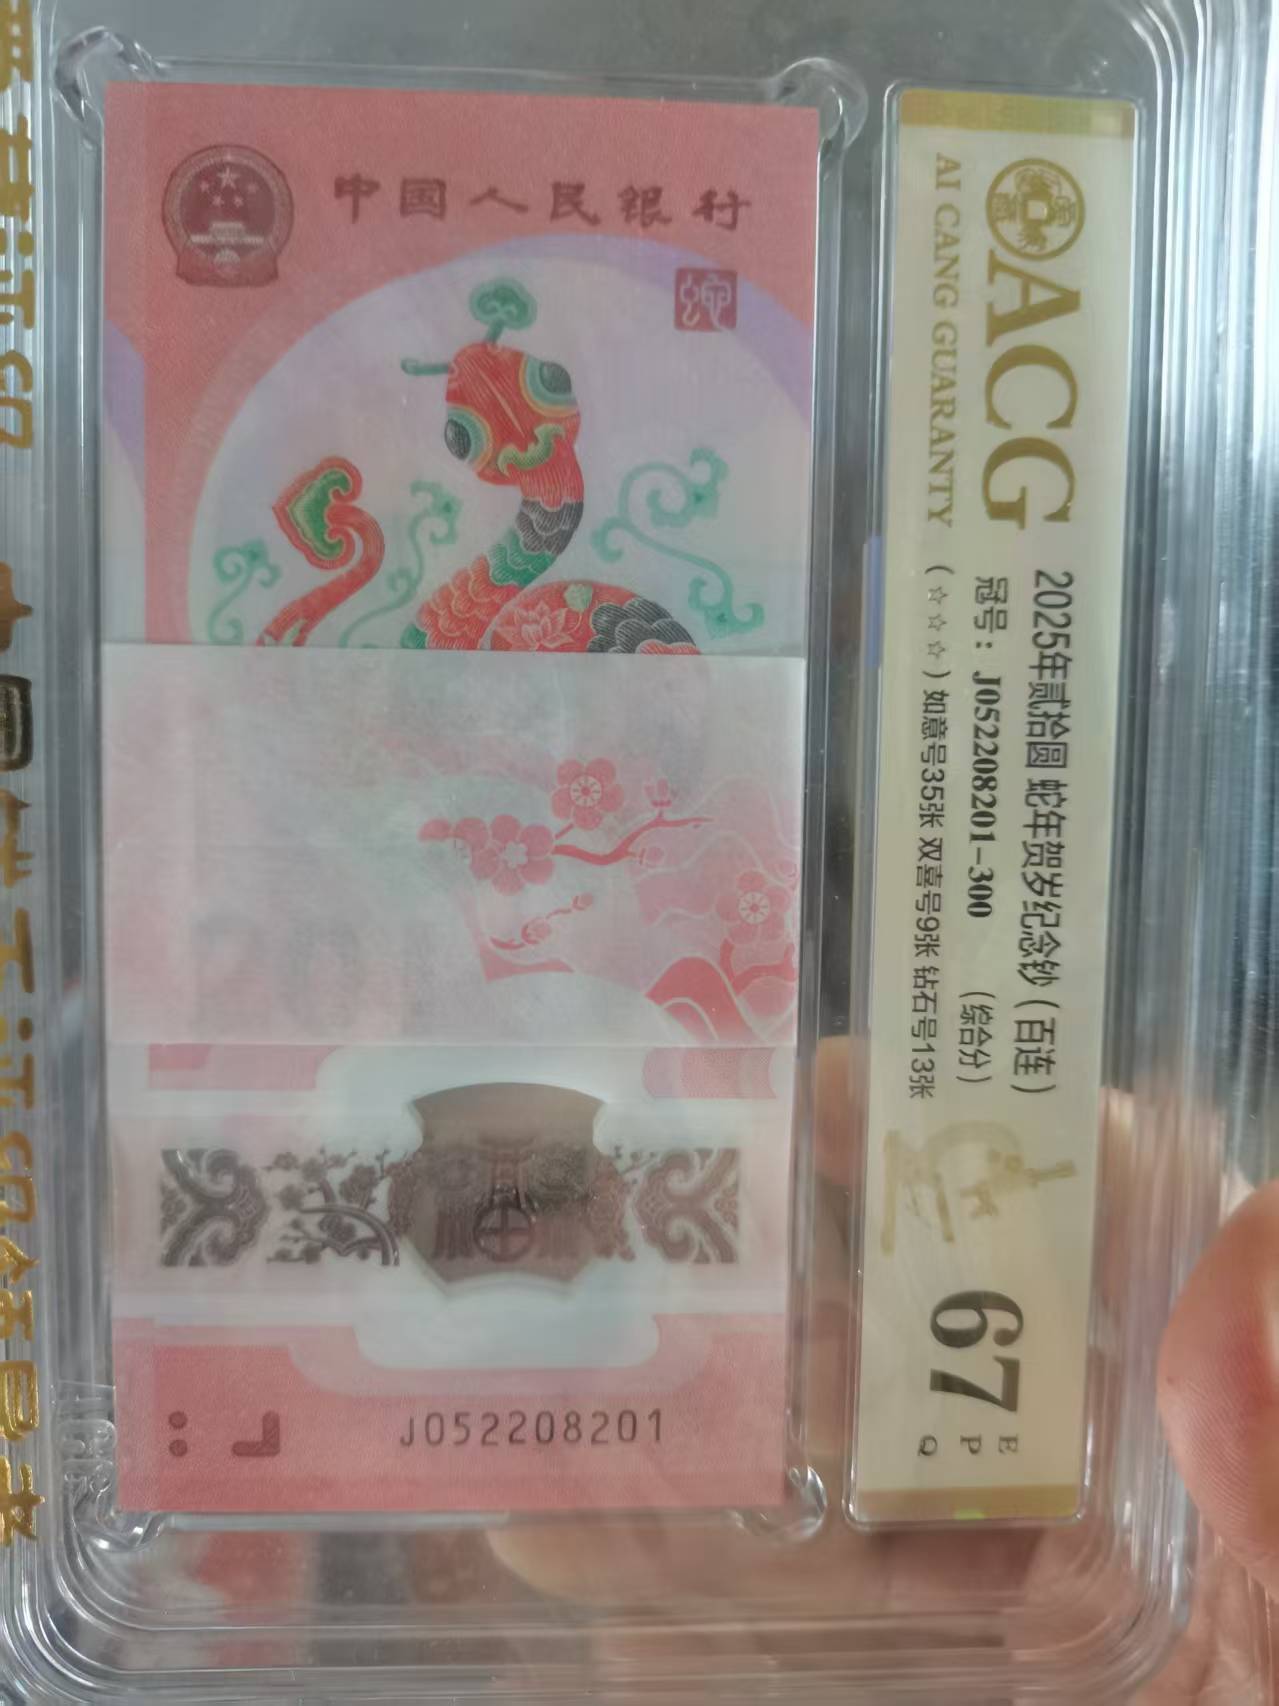 中国人民银行
蛇
J052208201
ACG
AI CANG GUARANTY
2025年贰拾圆 蛇年贺岁纪念钞（百连）
冠号：J052208201-300 （综合分）
（☆☆☆）如意号35张 双喜号9张 钻石号13张
67
E
P
Q